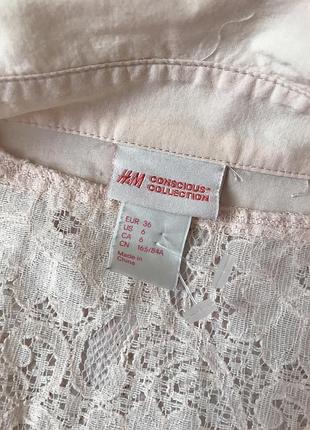 H&M CONSCIOUS
COLLECTION
EUR 36
US 6
CA 6
CN 165/84A
Made in
China